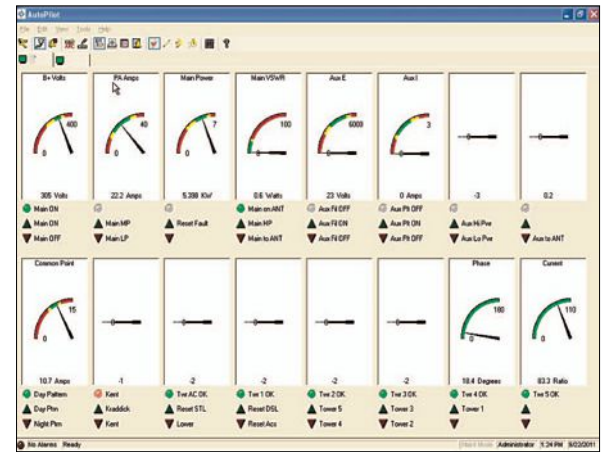 AutoPilot
File Edit View Tools Help
B+ Volts PA Amps Main Power Main VSWR Aux E Aux I
400 40 7 100 6000 3
0 0 0 0 0 0
305 Volts 22.2 Amps 5.398 KW 0.6 Watts 23 Volts 0 Amps -3 0.2
Main ON Main on ANT Aux Fil OFF Aux Plt OFF
Main ON Main MP Reset Fault Main HP Aux Fil ON Aux Plt ON Aux Hi Pwr
Main OFF Main LP Main to ANT Aux Fil OFF Aux Plt OFF Aux Lo Pwr Aux to ANT
Common Point Phase Current
15 180 110
0 0 0
10.7 Amps -1 -2 -2 -2 -2 18.4 Degrees 83.3 Ratio
Day Pattern Kent Twr AC OK Twr 1 OK Twr 2 OK Twr 3 OK Twr 4 OK Twr 5 OK
Day Ptrn Kraddick Reset STL Reset DSL Tower 5 Tower 3 Tower 1
Night Ptrn Kent Lower Reset Acs Tower 4 Tower 2
No Alarms Ready Administrator 1:24 PM 9/22/2011